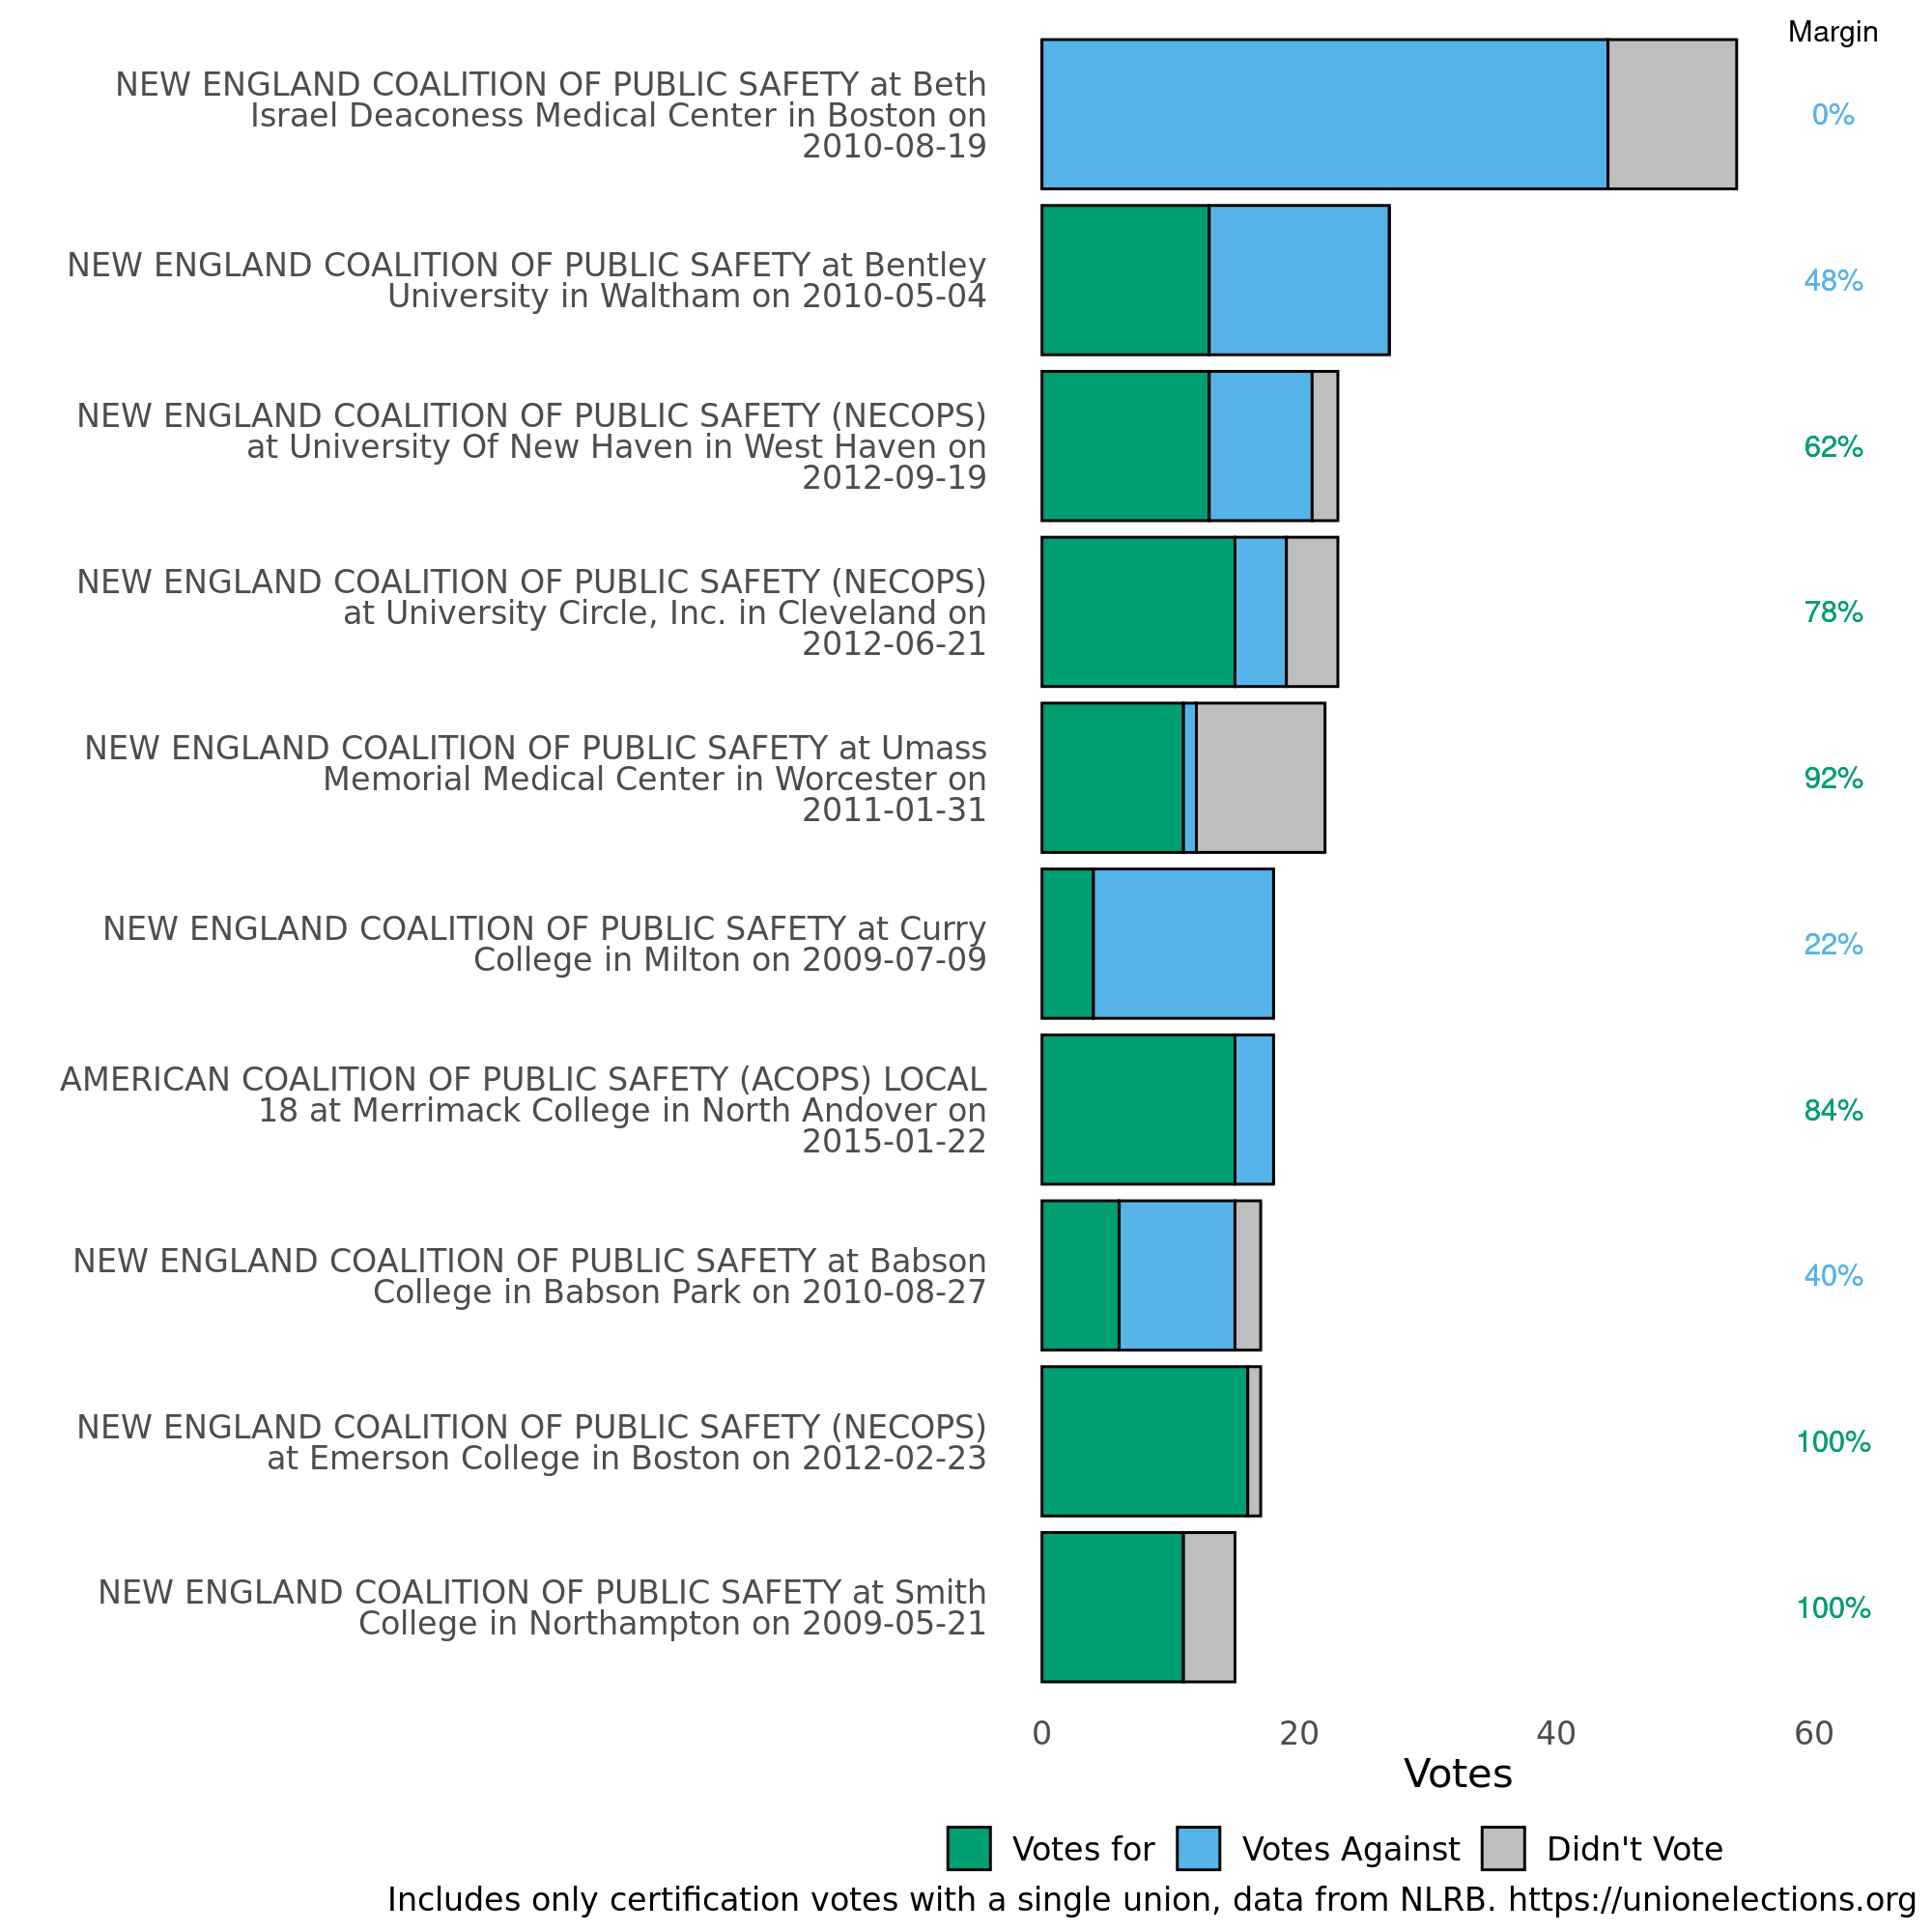 Margin
NEW ENGLAND COALITION OF PUBLIC SAFETY at Beth
Israel Deaconess Medical Center in Boston on
2010-08-19
0%
NEW ENGLAND COALITION OF PUBLIC SAFETY at Bentley
University in Waltham on 2010-05-04
48%
NEW ENGLAND COALITION OF PUBLIC SAFETY (NECOPS)
at University Of New Haven in West Haven on
2012-09-19
62%
NEW ENGLAND COALITION OF PUBLIC SAFETY (NECOPS)
at University Circle, Inc. in Cleveland on
2012-06-21
78%
NEW ENGLAND COALITION OF PUBLIC SAFETY at Umass
Memorial Medical Center in Worcester on
2011-01-31
92%
NEW ENGLAND COALITION OF PUBLIC SAFETY at Curry
College in Milton on 2009-07-09
22%
AMERICAN COALITION OF PUBLIC SAFETY (ACOPS) LOCAL
18 at Merrimack College in North Andover on
2015-01-22
84%
NEW ENGLAND COALITION OF PUBLIC SAFETY at Babson
College in Babson Park on 2010-08-27
40%
NEW ENGLAND COALITION OF PUBLIC SAFETY (NECOPS)
at Emerson College in Boston on 2012-02-23
100%
NEW ENGLAND COALITION OF PUBLIC SAFETY at Smith
College in Northampton on 2009-05-21
100%
0 20 40 60
Votes
Votes for Votes Against Didn't Vote
Includes only certification votes with a single union, data from NLRB. https://unionelections.org